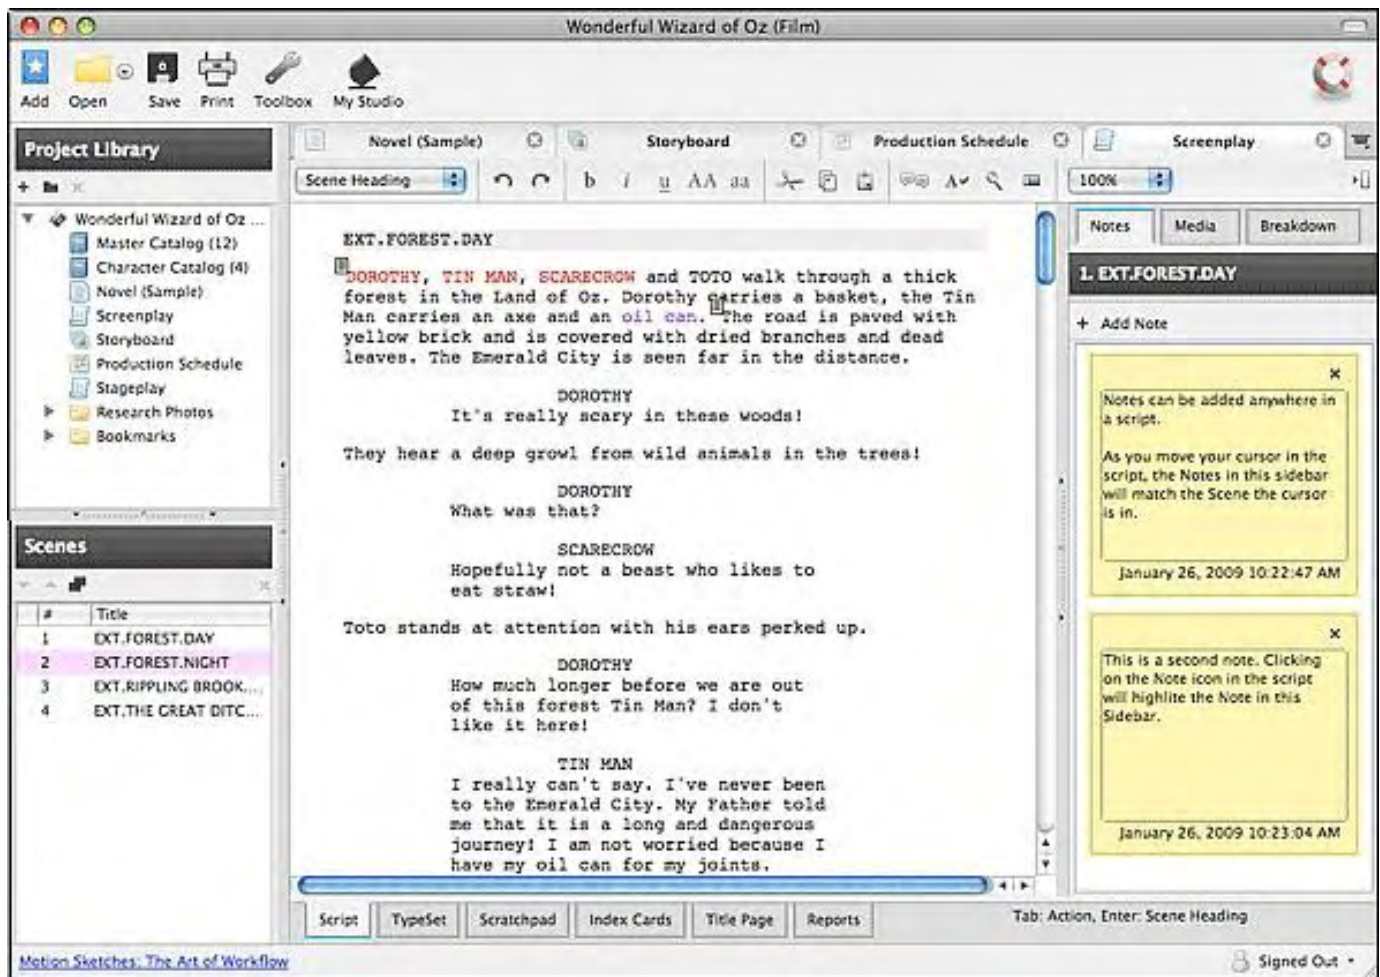 Wonderful Wizard of Oz (Film)
Add Open Save Print Toolbox My Studio
Project Library
Wonderful Wizard of Oz ...
Master Catalog (12)
Character Catalog (4)
Novel (Sample)
Screenplay
Storyboard
Production Schedule
Stageplay
Research Photos
Bookmarks
Scenes
# Title
1 EXT.FOREST.DAY
2 EXT.FOREST.NIGHT
3 EXT.RIPPLING BROOK....
4 EXT.THE GREAT DITC...
Novel (Sample) Storyboard Production Schedule Screenplay
Scene Heading b i u AA aa 100%
EXT.FOREST.DAY
DOROTHY, TIN MAN, SCARECROW and TOTO walk through a thick
forest in the Land of Oz. Dorothy carries a basket, the Tin
Man carries an axe and an oil can. The road is paved with
yellow brick and is covered with dried branches and dead
leaves. The Emerald City is seen far in the distance.
DOROTHY
It's really scary in these woods!
They hear a deep growl from wild animals in the trees!
DOROTHY
What was that?
SCARECROW
Hopefully not a beast who likes to
eat straw!
Toto stands at attention with his ears perked up.
DOROTHY
How much longer before we are out
of this forest Tin Man? I don't
like it here!
TIN MAN
I really can't say. I've never been
to the Emerald City. My Father told
me that it is a long and dangerous
journey! I am not worried because I
have my oil can for my joints.
Notes Media Breakdown
1. EXT.FOREST.DAY
+ Add Note
Notes can be added anywhere in
a script.
As you move your cursor in the
script, the Notes in this sidebar
will match the Scene the cursor
is in.
January 26, 2009 10:22:47 AM
This is a second note. Clicking
on the Note icon in the script
will highlite the Note in this
Sidebar.
January 26, 2009 10:23:04 AM
Script TypeSet Scratchpad Index Cards Title Page Reports
Tab: Action, Enter: Scene Heading
Motion Sketches: The Art of Workflow
Signed Out